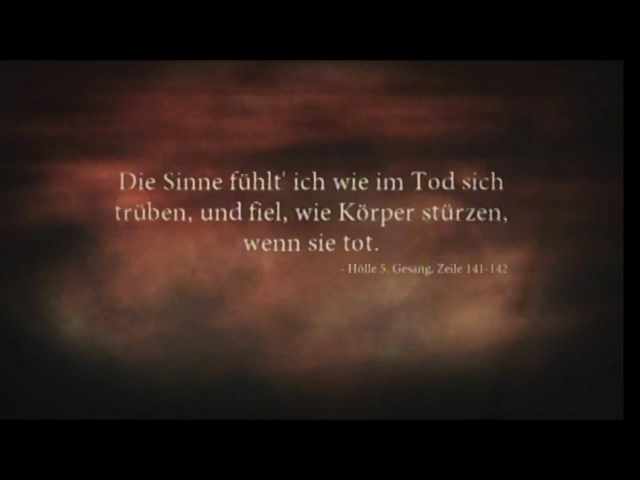 Die Sinne fühlt' ich wie im Tod sich
trüben, und fiel, wie Körper stürzen,
wenn sie tot.
- Hölle 5. Gesang, Zeile 141-142